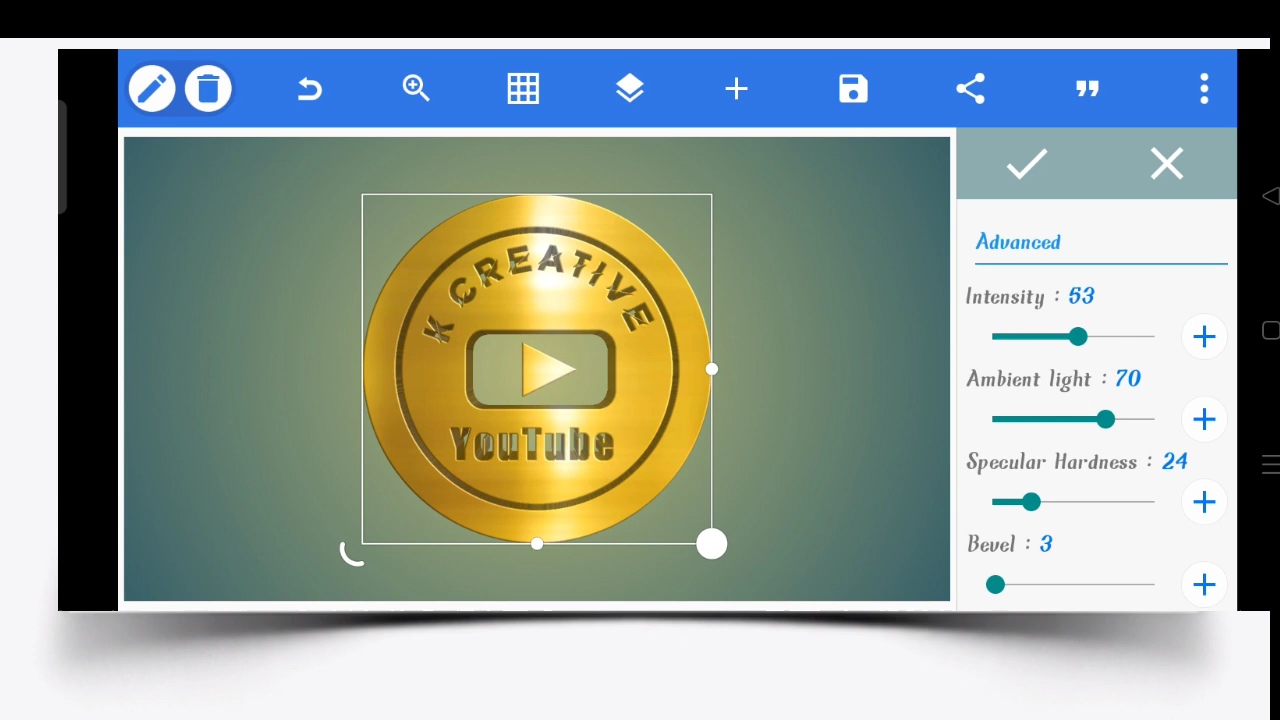 Advanced
Intensity : 53
Ambient light : 70
Specular Hardness : 24
Bevel : 3
K CREATIVE
YouTube